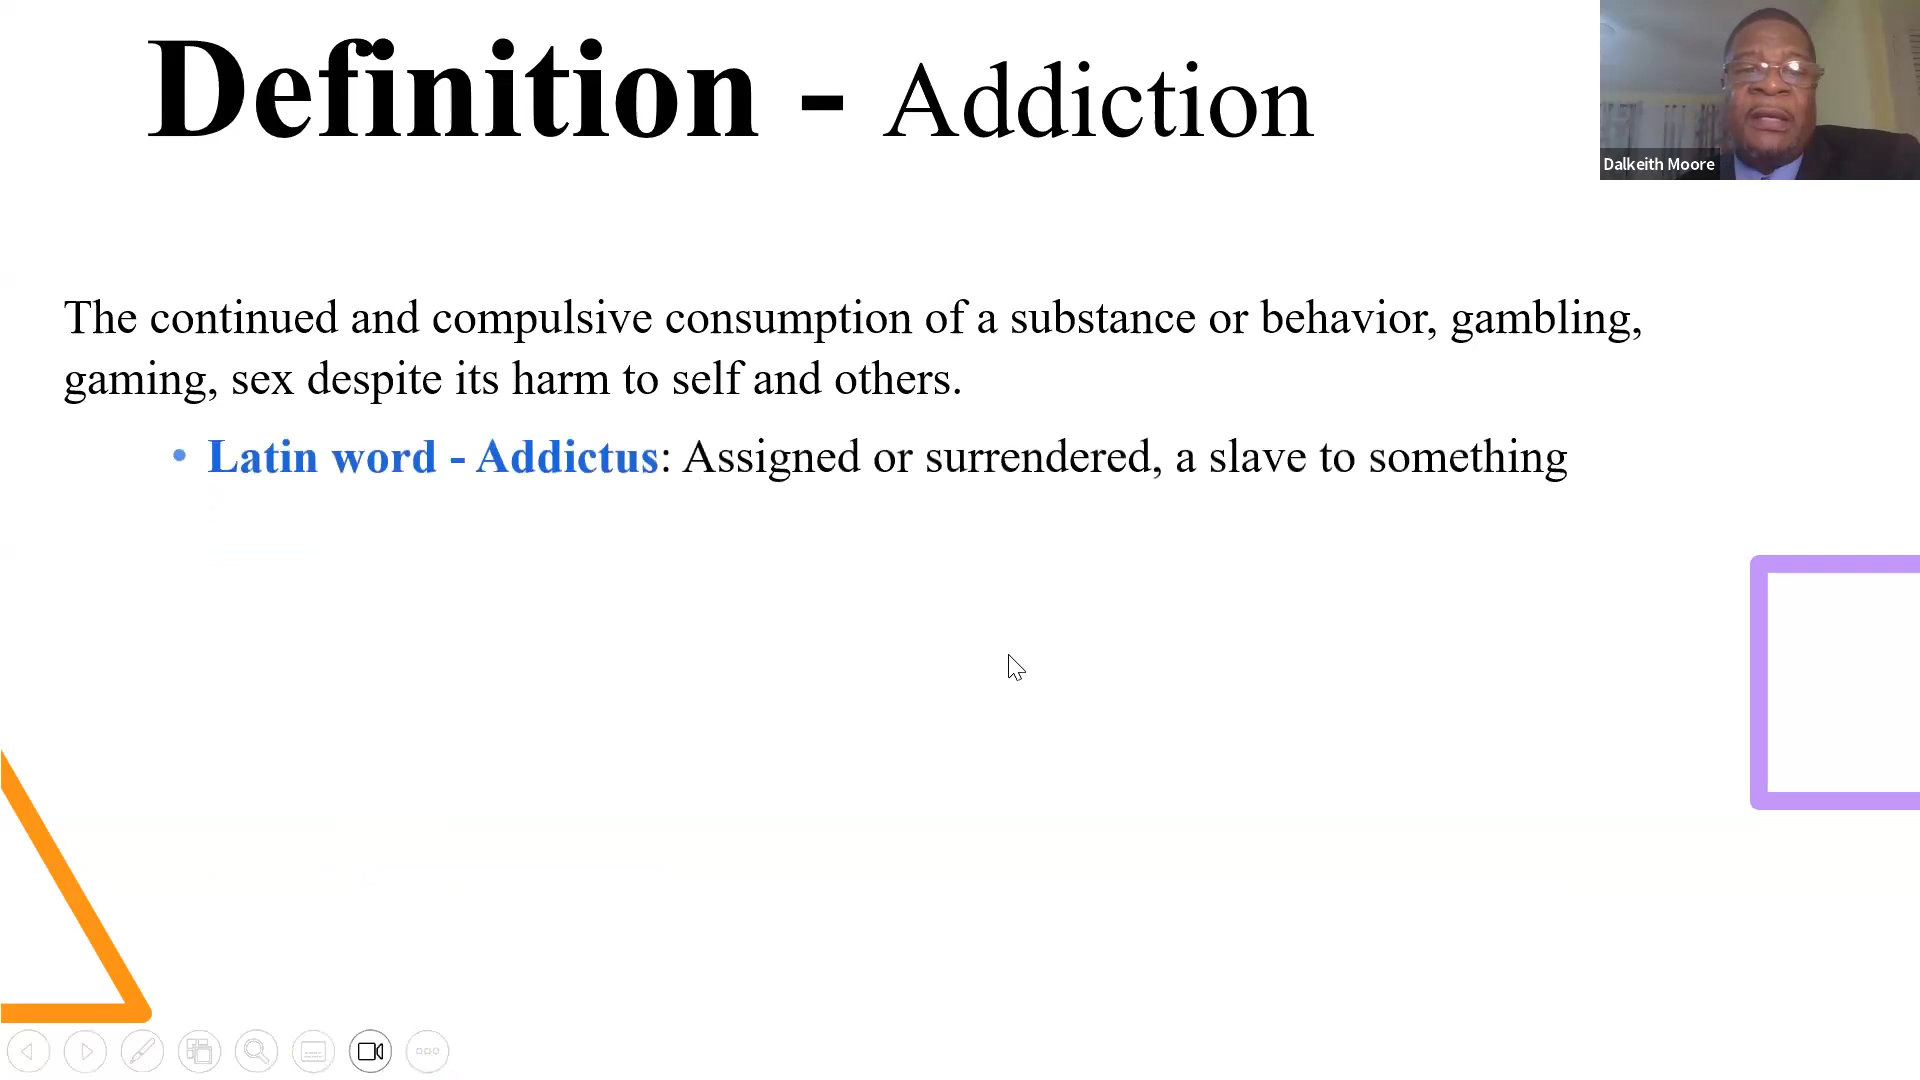 Definition - Addiction
Dalkeith Moore
The continued and compulsive consumption of a substance or behavior, gambling,
gaming, sex despite its harm to self and others.
• Latin word - Addictus: Assigned or surrendered, a slave to something